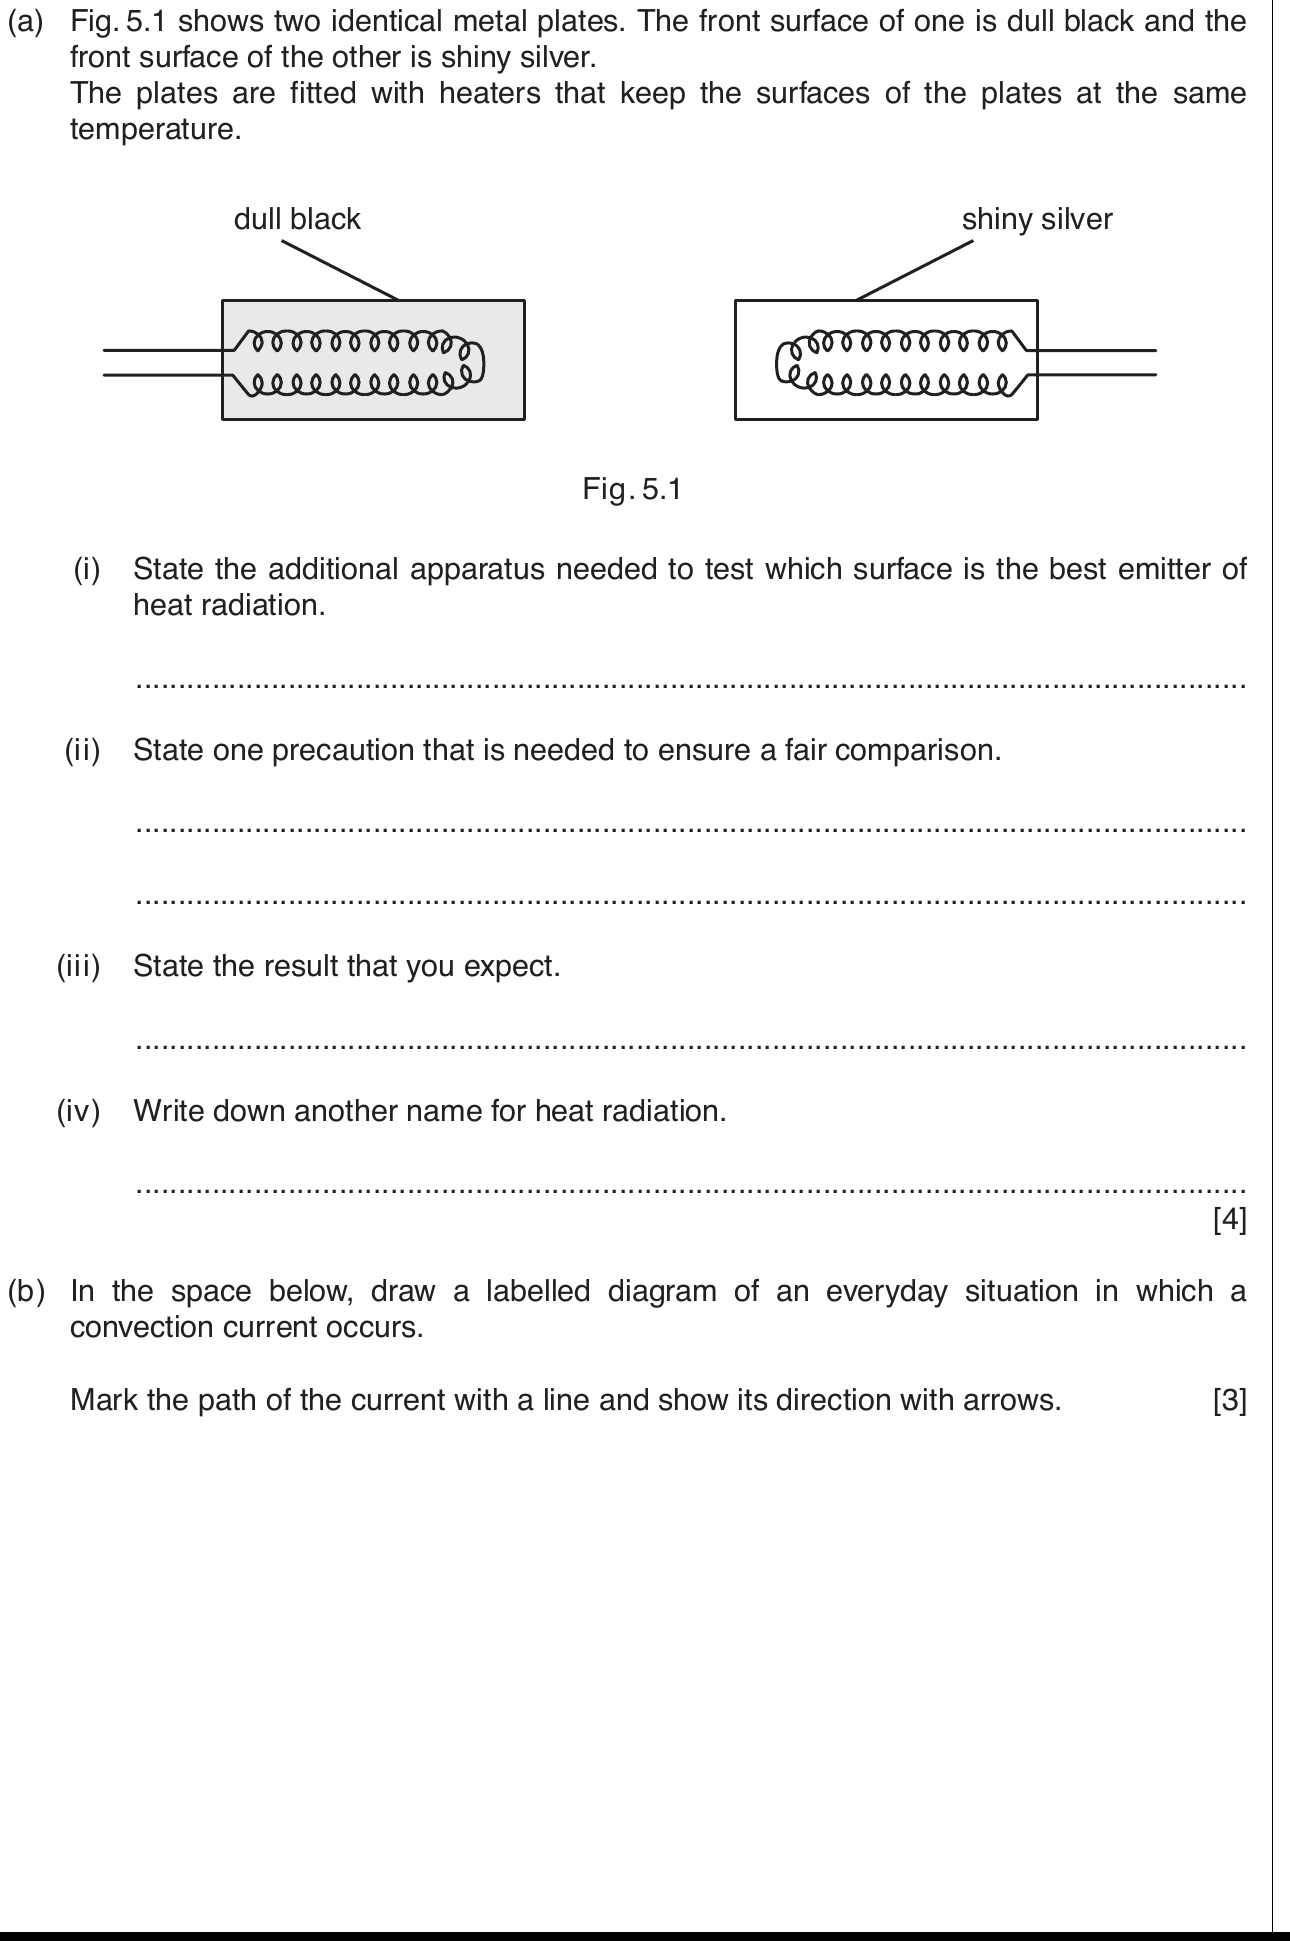 (a) Fig. 5.1 shows two identical metal plates. The front surface of one is dull black and the
front surface of the other is shiny silver.
The plates are fitted with heaters that keep the surfaces of the plates at the same
temperature.
dull black
shiny silver
Fig. 5.1
(i) State the additional apparatus needed to test which surface is the best emitter of
heat radiation.
(ii) State one precaution that is needed to ensure a fair comparison.
(iii) State the result that you expect.
(iv) Write down another name for heat radiation.
[4]
(b) In the space below, draw a labelled diagram of an everyday situation in which a
convection current occurs.
Mark the path of the current with a line and show its direction with arrows. [3]